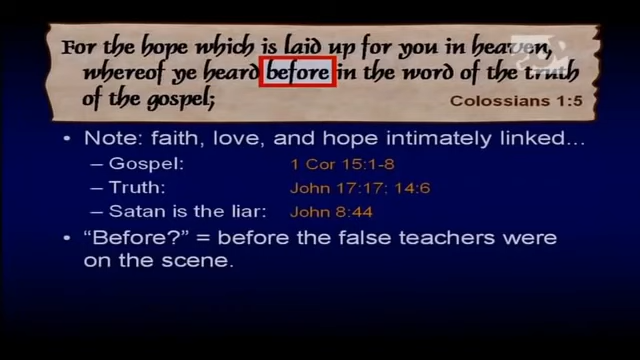 For the hope which is laid up for you in heaven,
whereof ye heard before in the word of the truth
of the gospel;
Colossians 1:5
• Note: faith, love, and hope intimately linked...
– Gospel: 1 Cor 15:1-8
– Truth: John 17:17; 14:6
– Satan is the liar: John 8:44
• “Before?” = before the false teachers were
on the scene.